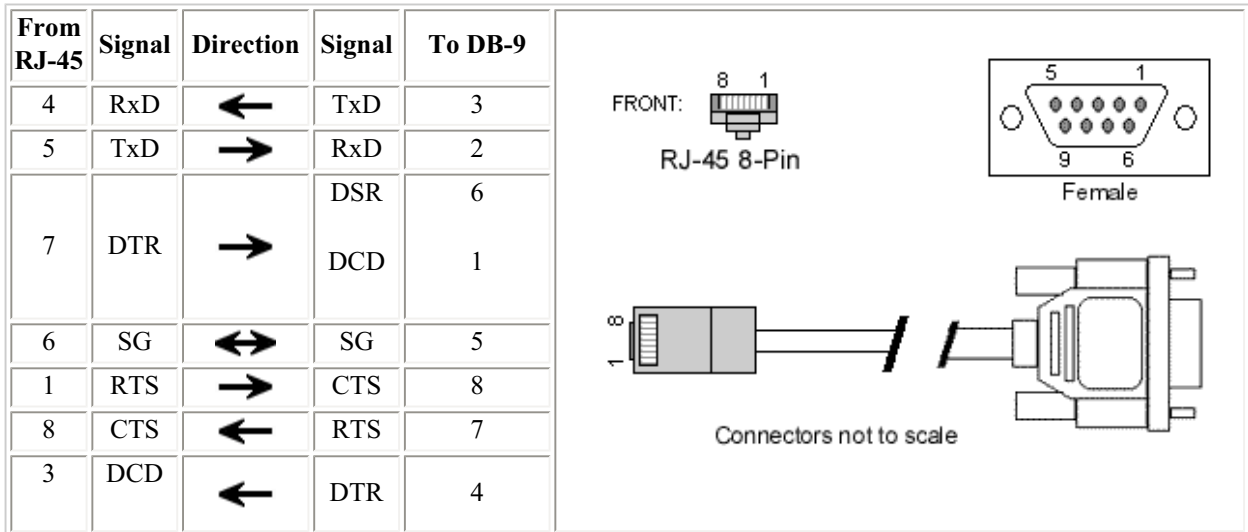 From RJ-45 Signal Direction Signal To DB-9
4 RxD TxD 3
5 TxD RxD 2
7 DTR DSR 6
DCD 1
6 SG SG 5
1 RTS CTS 8
8 CTS RTS 7
3 DCD DTR 4
8 1
FRONT:
RJ-45 8-Pin
5 1
9 6
Female
8
1
Connectors not to scale